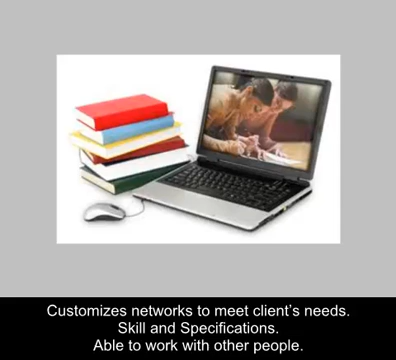 Customizes networks to meet client's needs.
Skill and Specifications.
Able to work with other people.